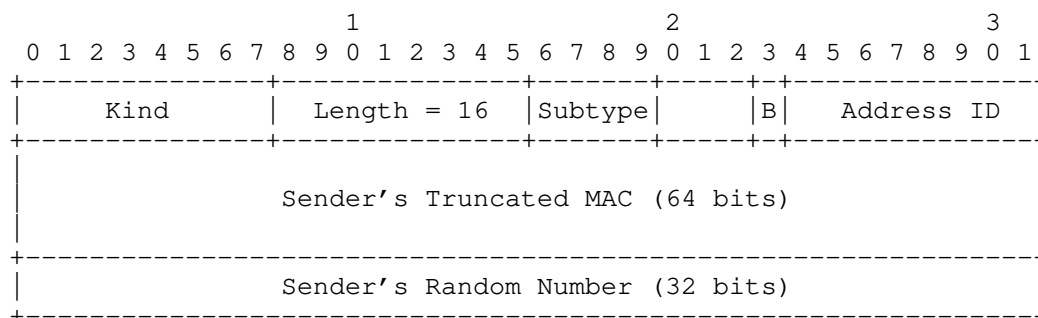 1 2 3
0 1 2 3 4 5 6 7 8 9 0 1 2 3 4 5 6 7 8 9 0 1 2 3 4 5 6 7 8 9 0 1
Kind Length = 16 Subtype B Address ID
Sender's Truncated MAC (64 bits)
Sender's Random Number (32 bits)